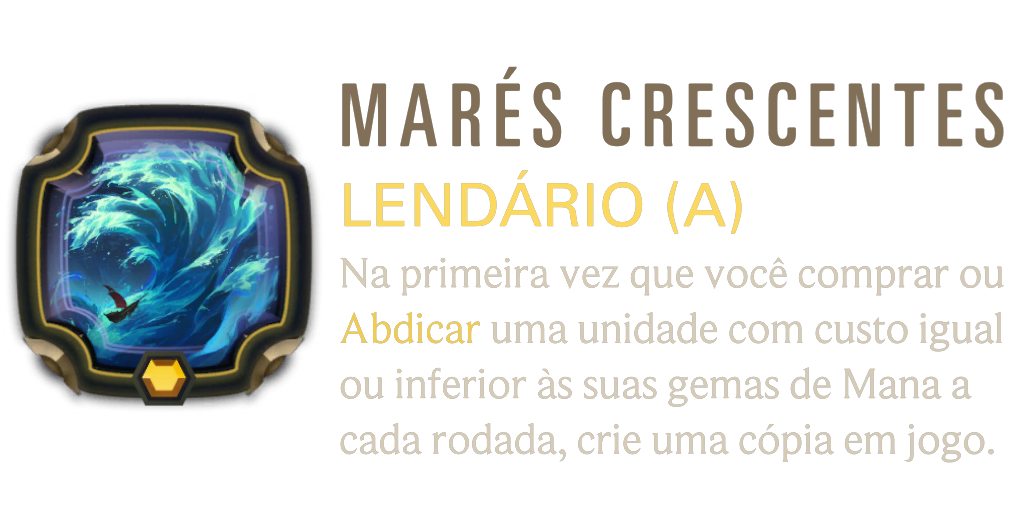 MARÉS CRESCENTES
LENDÁRIO (A)
Na primeira vez que você comprar ou
Abdicar uma unidade com custo igual
ou inferior às suas gemas de Mana a
cada rodada, crie uma cópia em jogo.